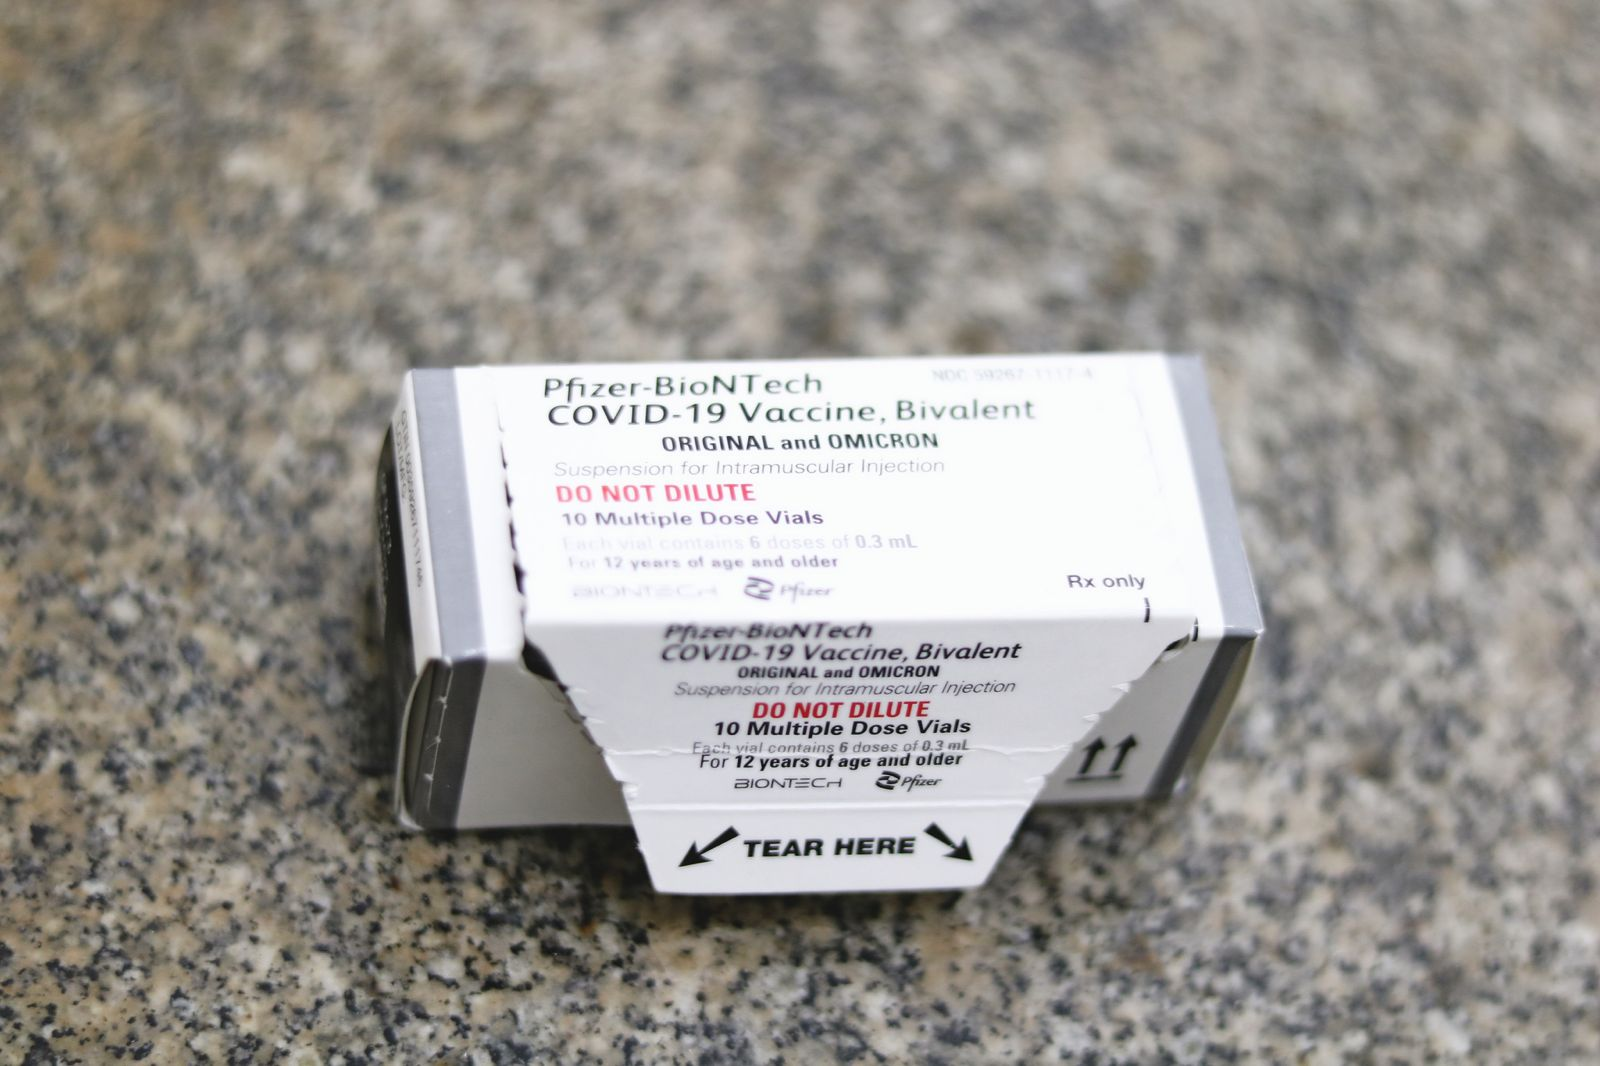 NDC 59267-1117-4
Pfizer-BioNTech
COVID-19 Vaccine, Bivalent
ORIGINAL and OMICRON
Suspension for Intramuscular Injection
DO NOT DILUTE
10 Multiple Dose Vials
Each vial contains 6 doses of 0.3 mL
For 12 years of age and older
BIONTECH Pfizer
Rx only
Pfizer-BioNTech
COVID-19 Vaccine, Bivalent
ORIGINAL and OMICRON
Suspension for Intramuscular Injection
DO NOT DILUTE
10 Multiple Dose Vials
Each vial contains 6 doses of 0.3 mL
For 12 years of age and older
BIONTECH Pfizer
TEAR HERE